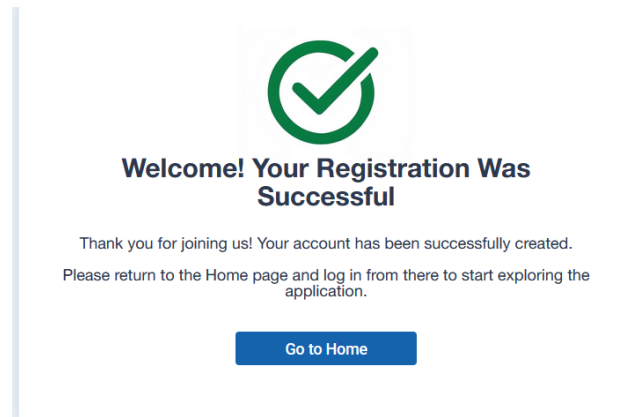 Welcome! Your Registration Was
Successful
Thank you for joining us! Your account has been successfully created.
Please return to the Home page and log in from there to start exploring the
application.
Go to Home